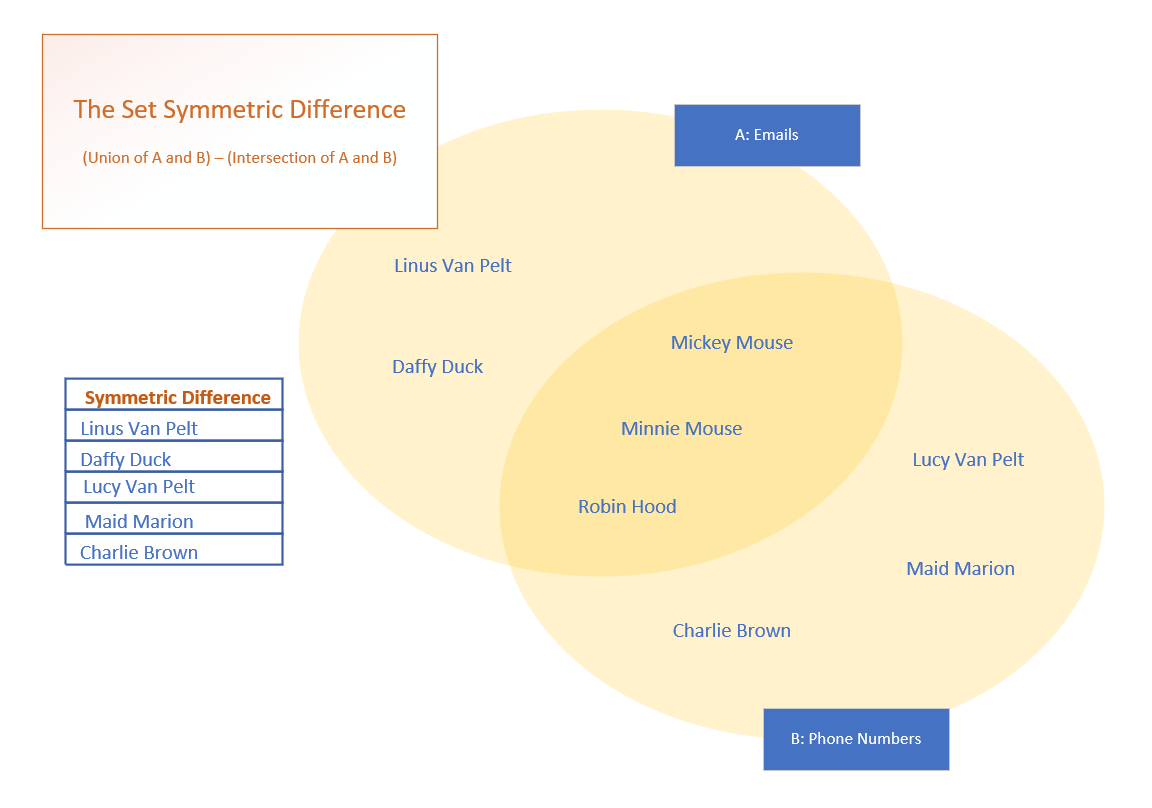 The Set Symmetric Difference
(Union of A and B) – (Intersection of A and B)
A: Emails
Linus Van Pelt
Mickey Mouse
Daffy Duck
Minnie Mouse
Lucy Van Pelt
Robin Hood
Maid Marion
Charlie Brown
B: Phone Numbers
Symmetric Difference
Linus Van Pelt
Daffy Duck
Lucy Van Pelt
Maid Marion
Charlie Brown